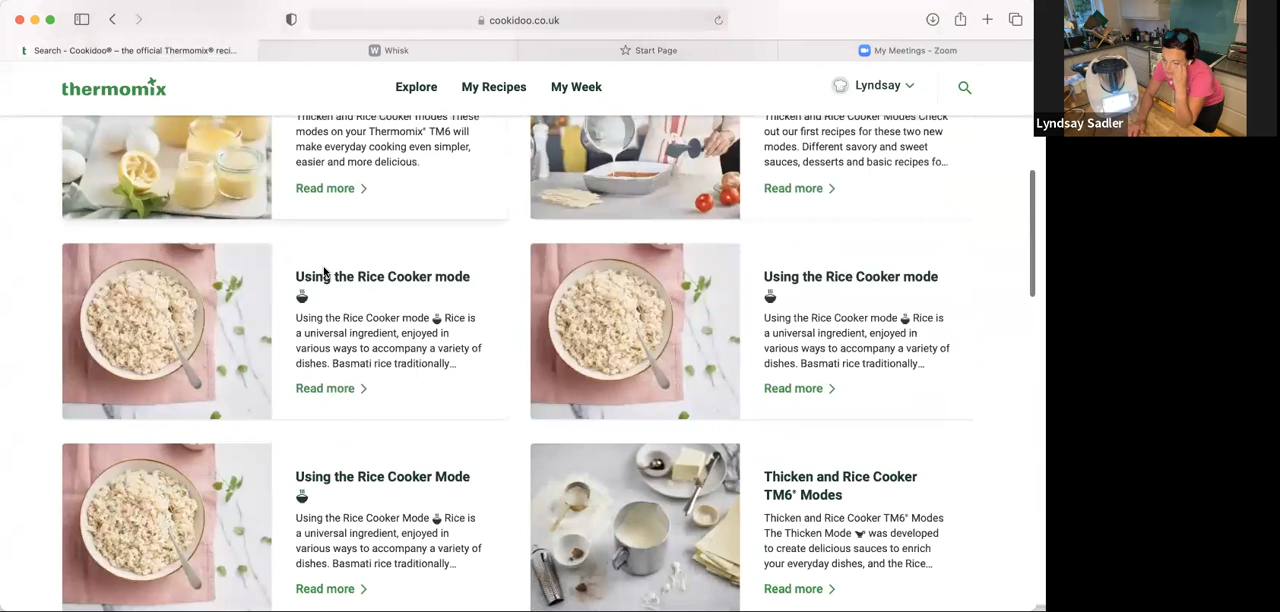 cookidoo.co.uk
Search - Cookidoo® – the official Thermomix® reci...
Whisk
Start Page
My Meetings - Zoom
thermomix
Explore
My Recipes
My Week
Lyndsay
Lyndsay Sadler
Thicken and Rice Cooker modes These
modes on your Thermomix® TM6 will
make everyday cooking even simpler,
easier and more delicious.
Read more
Thicken and Rice Cooker Modes Check
out our first recipes for these two new
modes. Different savory and sweet
sauces, desserts and basic recipes fo...
Read more
Using the Rice Cooker mode
Using the Rice Cooker mode Rice is
a universal ingredient, enjoyed in
various ways to accompany a variety of
dishes. Basmati rice traditionally...
Read more
Using the Rice Cooker mode
Using the Rice Cooker mode Rice is
a universal ingredient, enjoyed in
various ways to accompany a variety of
dishes. Basmati rice traditionally...
Read more
Using the Rice Cooker Mode
Using the Rice Cooker Mode Rice is
a universal ingredient, enjoyed in
various ways to accompany a variety of
dishes. Basmati rice traditionally...
Read more
Thicken and Rice Cooker
TM6® Modes
Thicken and Rice Cooker TM6® Modes
The Thicken Mode was developed
to create delicious sauces to enrich
your everyday dishes, and the Rice...
Read more